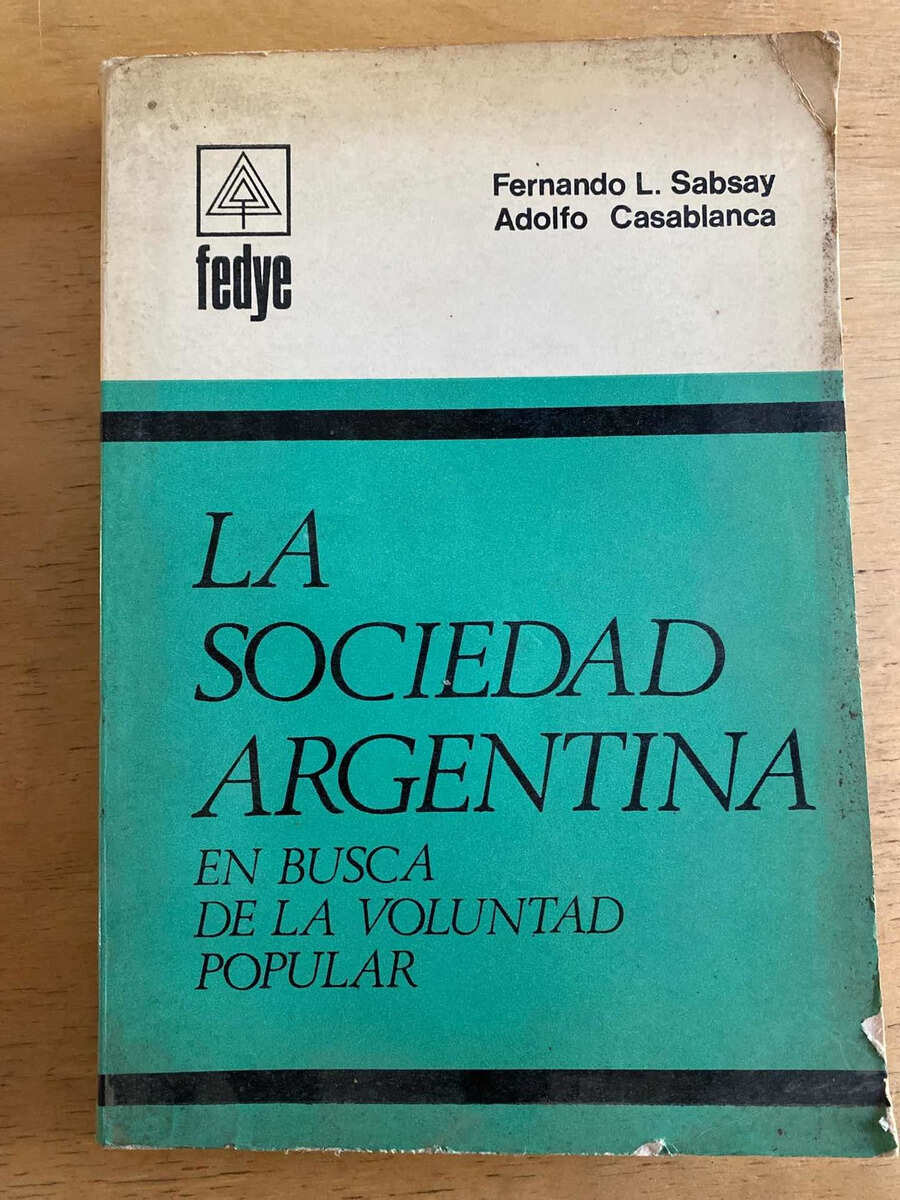 fedye
Fernando L. Sabsay
Adolfo Casablanca
LA
SOCIEDAD
ARGENTINA
EN BUSCA
DE LA VOLUNTAD
POPULAR